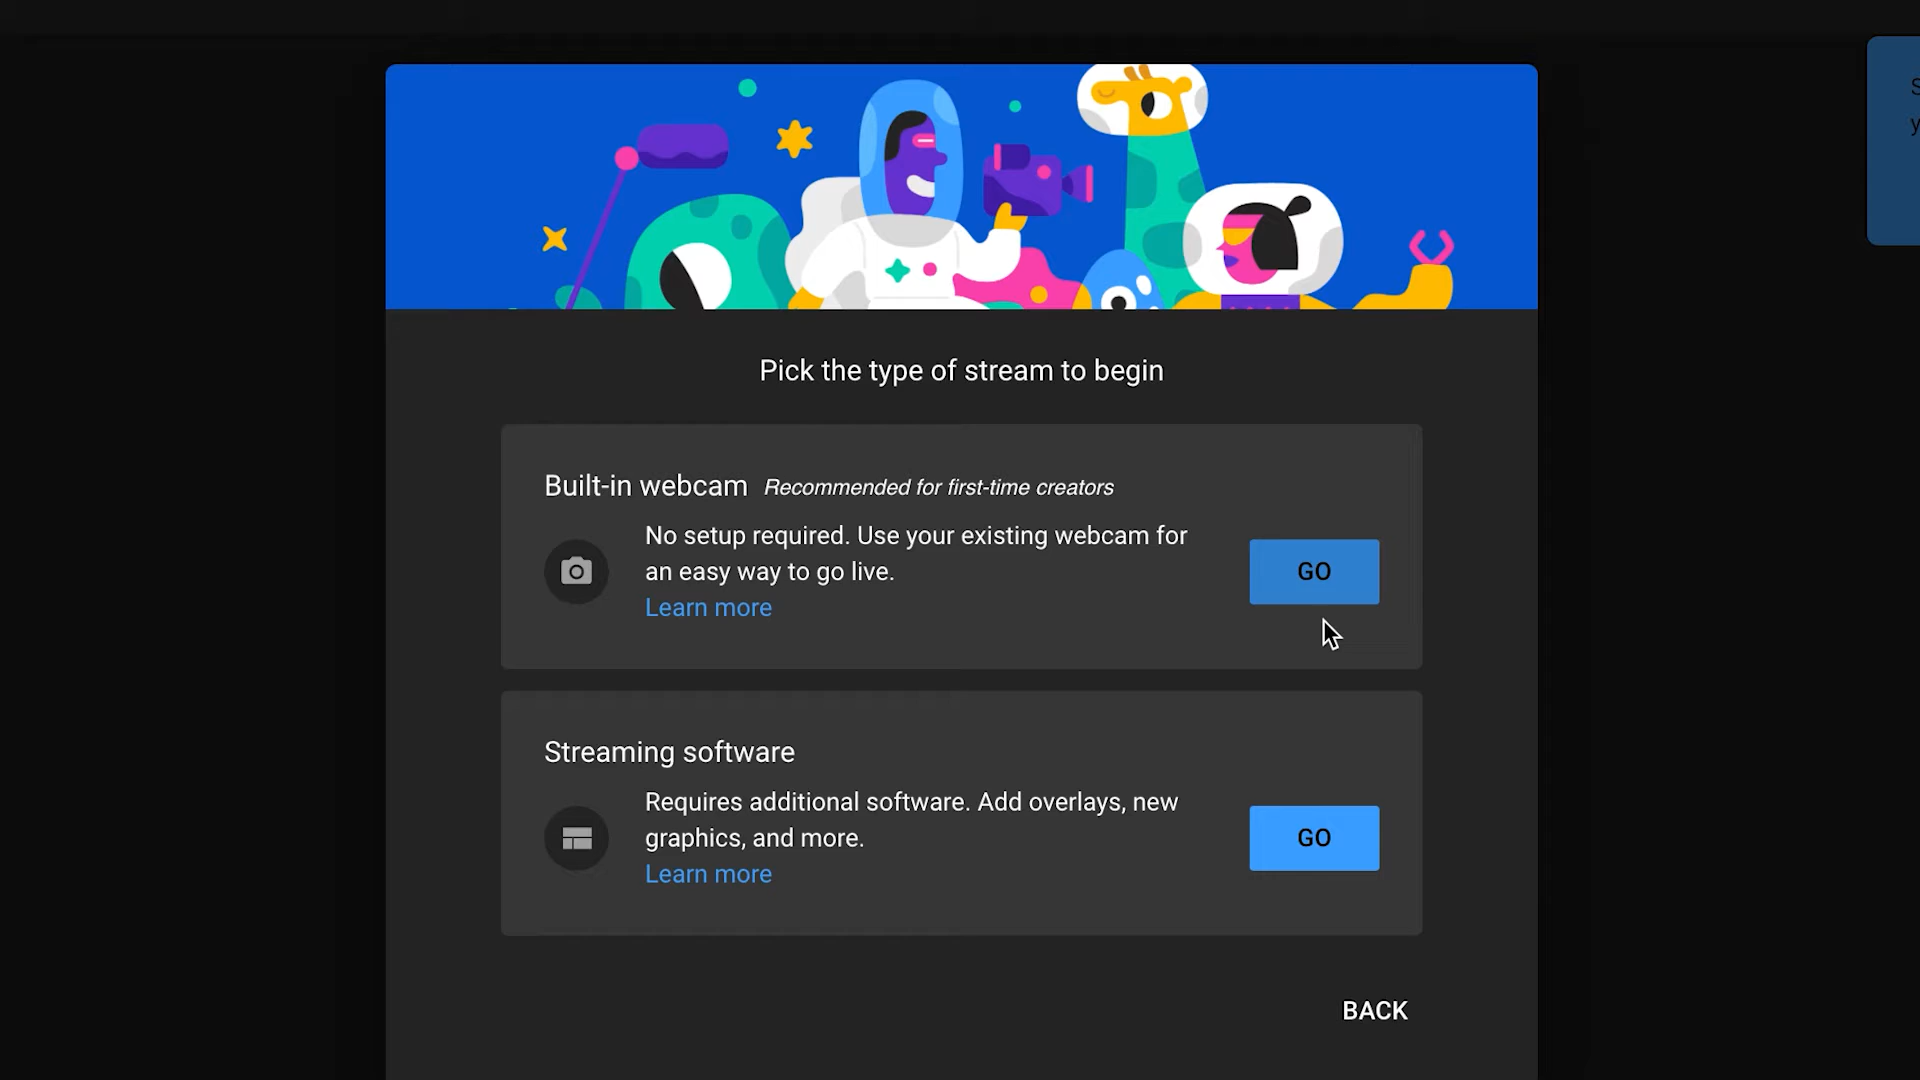 Pick the type of stream to begin
Built-in webcam Recommended for first-time creators
No setup required. Use your existing webcam for
an easy way to go live.
Learn more
GO
Streaming software
Requires additional software. Add overlays, new
graphics, and more.
Learn more
GO
BACK